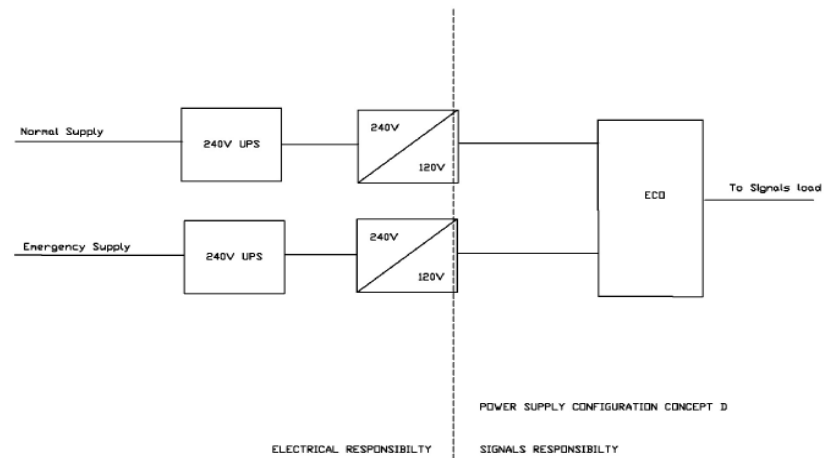 Normal Supply
240V UPS
240V
120V
ECO
To Signals load
Emergency Supply
240V UPS
240V
120V
POWER SUPPLY CONFIGURATION CONCEPT D
ELECTRICAL RESPONSIBILTY
SIGNALS RESPONSIBILTY